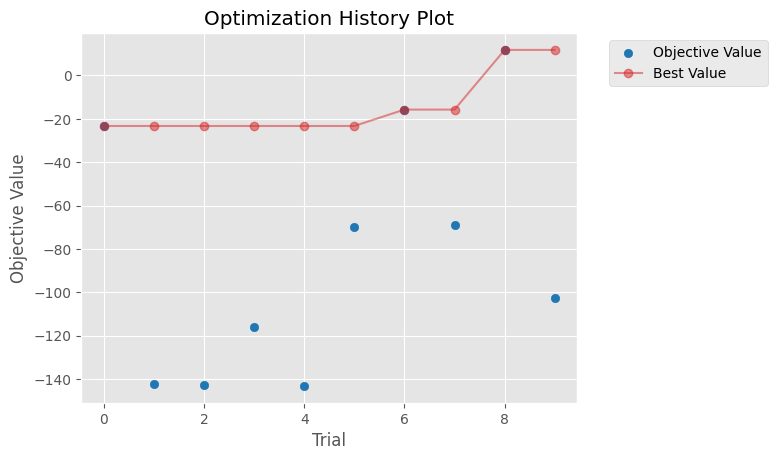 Optimization History Plot
Objective Value
Best Value
0
−20
−40
−60
−80
−100
−120
−140
Objective Value
0
2
4
6
8
Trial